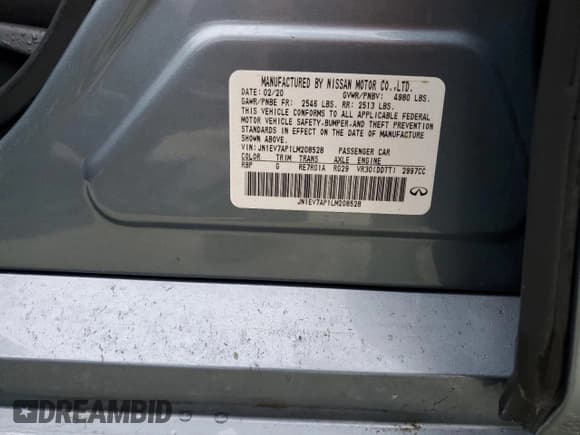 MANUFACTURED BY NISSAN MOTOR CO.,LTD.
DATE: 02/20 GVWR/PNBV: 4980 LBS.
GAWR/PNBE FR: 2546 LBS. RR: 2513 LBS.
THIS VEHICLE CONFORMS TO ALL APPLICABLE FEDERAL
MOTOR VEHICLE SAFETY,BUMPER,AND THEFT PREVENTION
STANDARDS IN EFFECT ON THE DATE OF MANUFACTURE
SHOWN ABOVE.
VIN: JN1EV7AP1LM208528 PASSENGER CAR
COLOR TRIM TRANS AXLE ENGINE
RBP G RE7R01A RG29 VR30(DDTT) 2997CC
JN1EV7AP1LM208528
DREAMBID